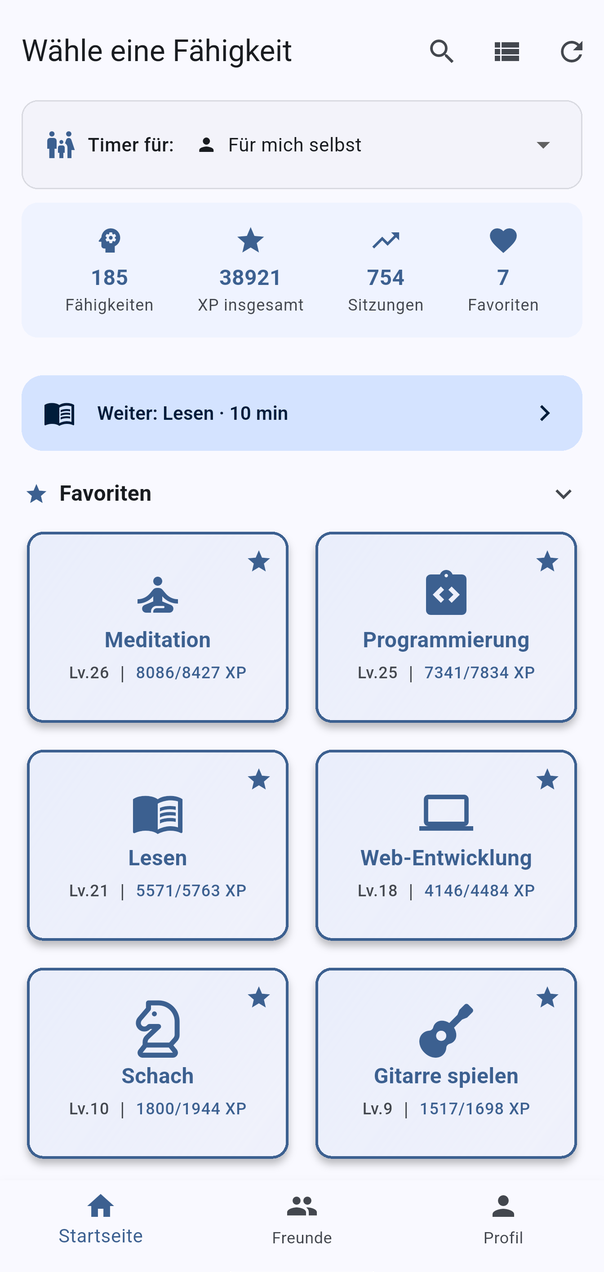 Wähle eine Fähigkeit
Timer für: Für mich selbst
185 38921 754 7
Fähigkeiten XP insgesamt Sitzungen Favoriten
Weiter: Lesen · 10 min
Favoriten
Meditation
Lv.26 | 8086/8427 XP
Programmierung
Lv.25 | 7341/7834 XP
Lesen
Lv.21 | 5571/5763 XP
Web-Entwicklung
Lv.18 | 4146/4484 XP
Schach
Lv.10 | 1800/1944 XP
Gitarre spielen
Lv.9 | 1517/1698 XP
Startseite Freunde Profil